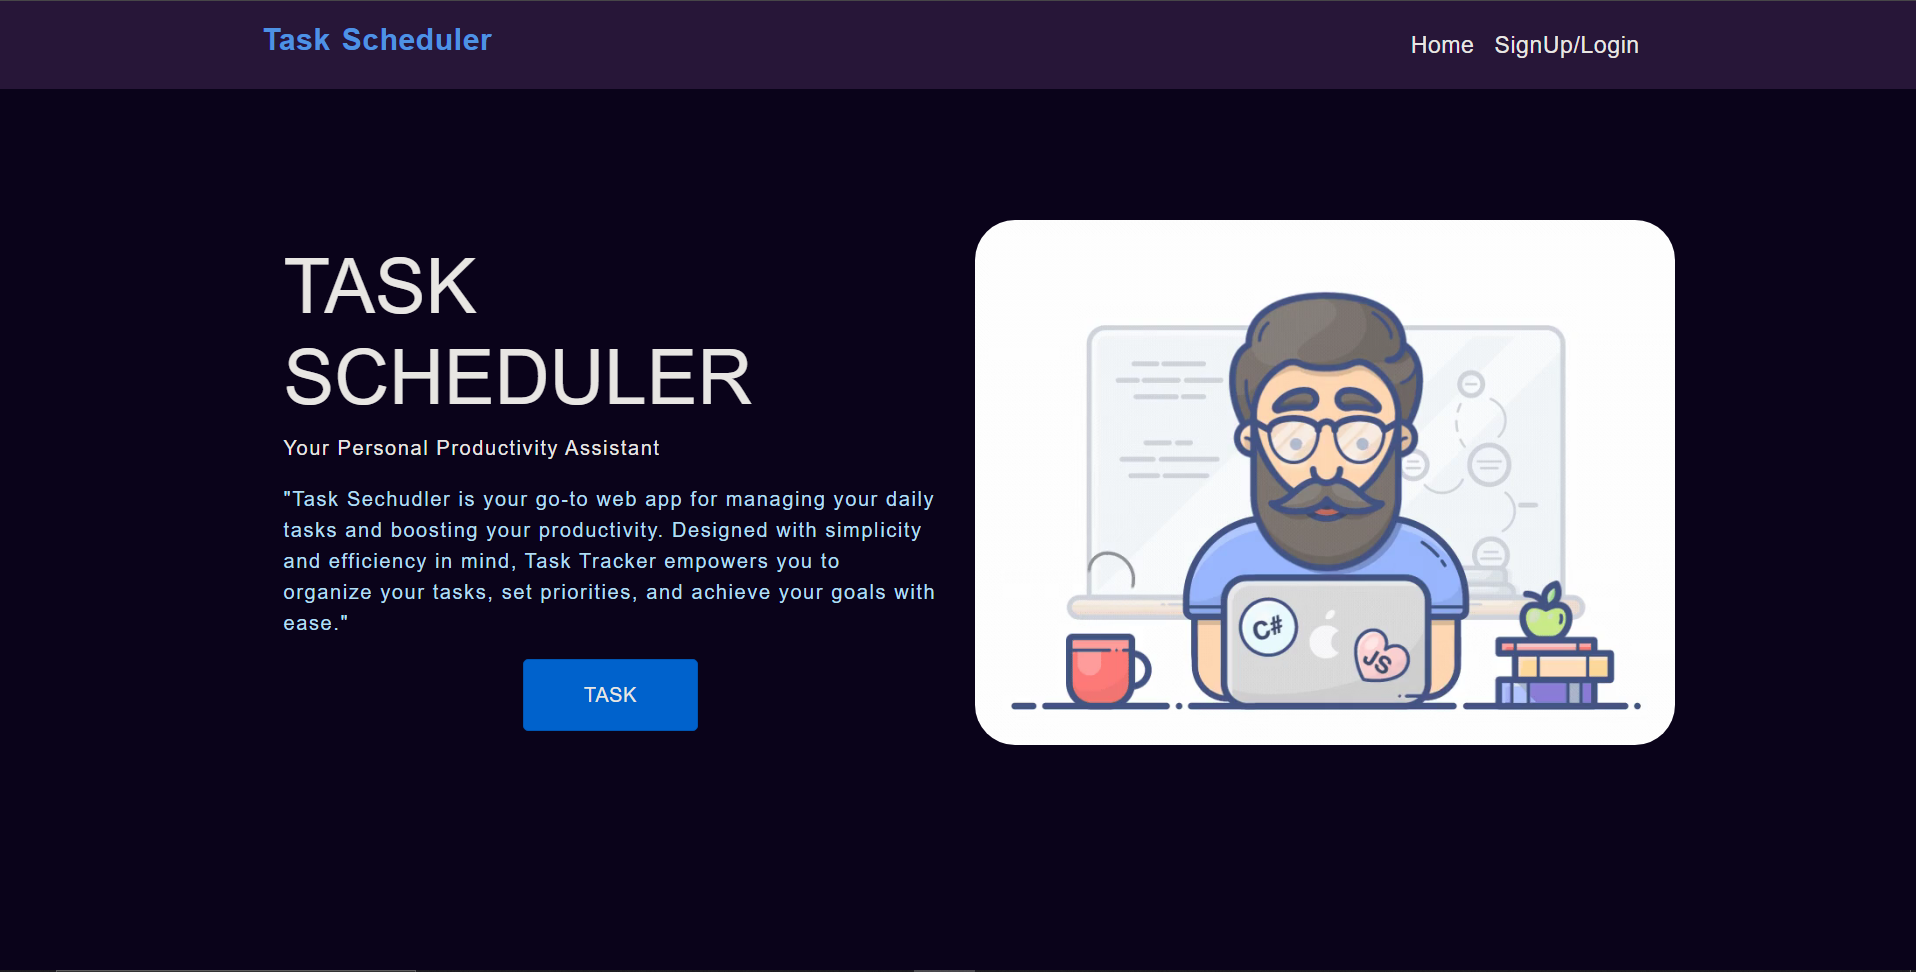 Task Scheduler
Home SignUp/Login
TASK
SCHEDULER
Your Personal Productivity Assistant
"Task Sechudler is your go-to web app for managing your daily
tasks and boosting your productivity. Designed with simplicity
and efficiency in mind, Task Tracker empowers you to
organize your tasks, set priorities, and achieve your goals with
ease."
TASK
C#
JS